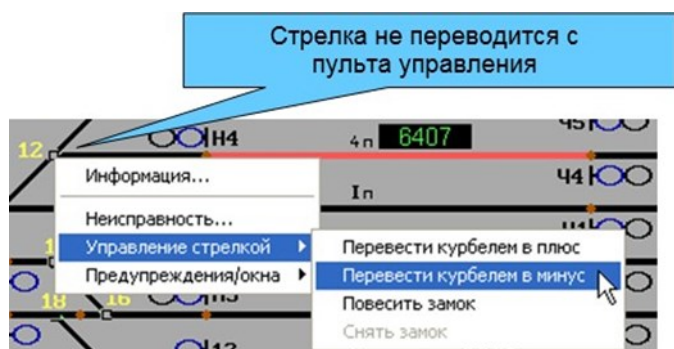 Стрелка не переводится с
пульта управления
12
Н4
4п
6407
Ч5
Информация...
Iп
Ч4
Неисправность...
Управление стрелкой
Перевести курбелем в плюс
Предупреждения/окна
Перевести курбелем в минус
18
16
Повесить замок
Снять замок